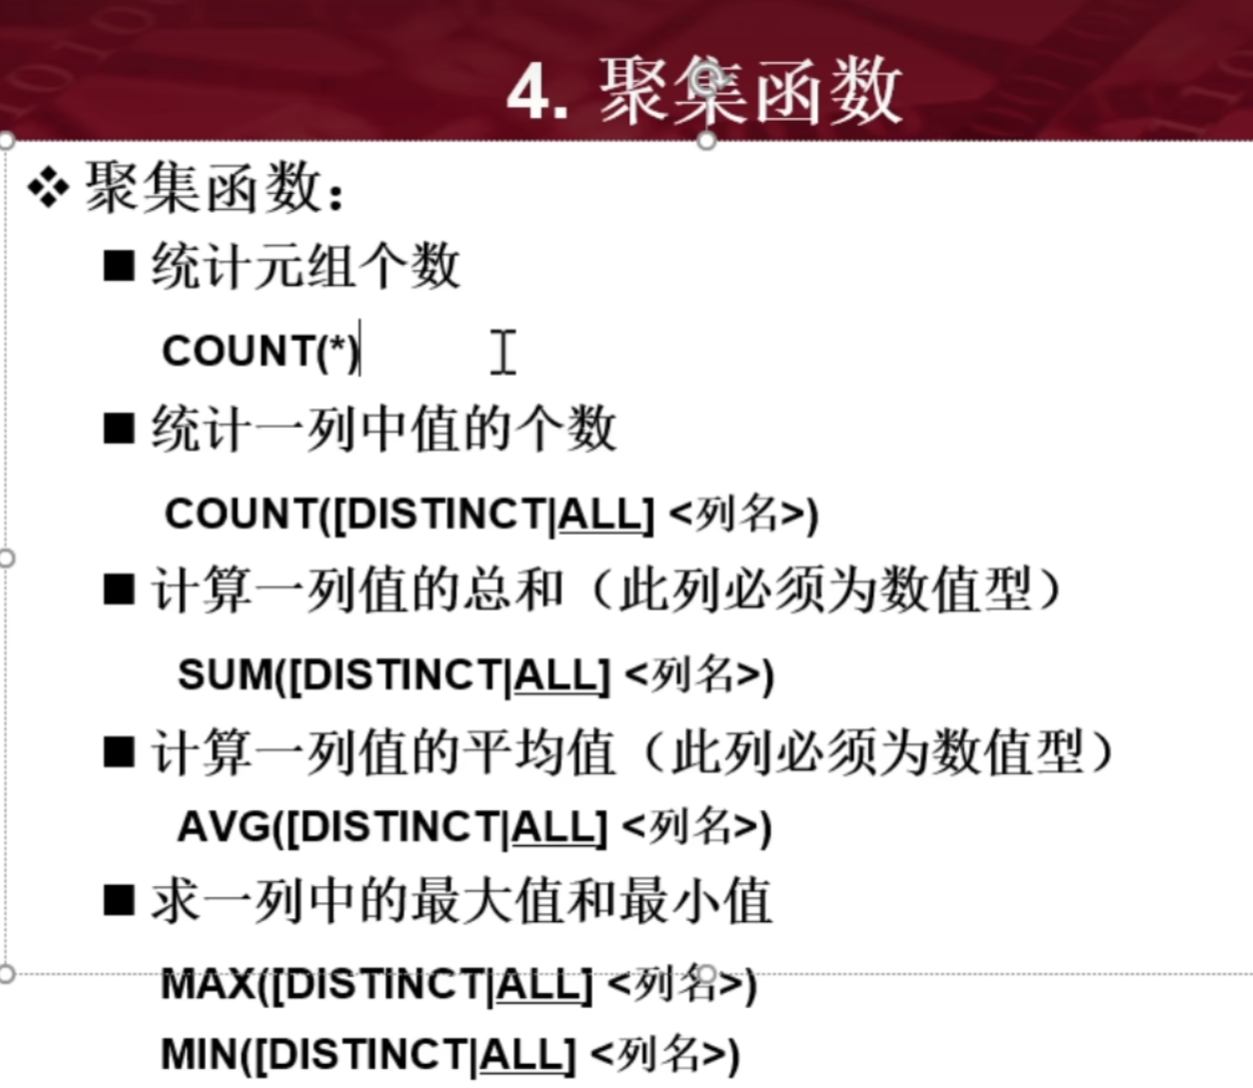 4. 聚集函数
聚集函数：
统计元组个数
COUNT(*)
统计一列中值的个数
COUNT([DISTINCT|ALL] <列名>)
计算一列值的总和（此列必须为数值型）
SUM([DISTINCT|ALL] <列名>)
计算一列值的平均值（此列必须为数值型）
AVG([DISTINCT|ALL] <列名>)
求一列中的最大值和最小值
MAX([DISTINCT|ALL] <列名>)
MIN([DISTINCT|ALL] <列名>)